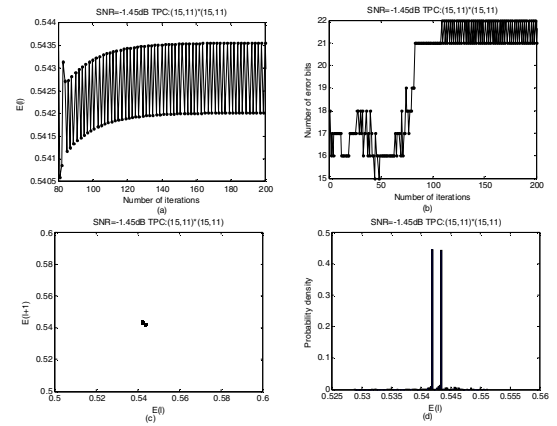 SNR=-1.45dB TPC:(15,11)*(15,11)
0.544
0.5435
0.543
0.5425
0.542
0.5415
0.541
0.5405
E(l)
80 100 120 140 160 180 200
Number of iterations
(a)
SNR=-1.45dB TPC:(15,11)*(15,11)
22
21
20
19
18
17
16
15
Number of error bits
0 50 100 150 200
Number of iterations
(b)
SNR=-1.45dB TPC:(15,11)*(15,11)
0.6
0.58
0.56
0.54
0.52
0.5
E(l+1)
0.5 0.52 0.54 0.56 0.58 0.6
E(l)
(c)
SNR=-1.45dB TPC:(15,11)*(15,11)
0.5
0.4
0.3
0.2
0.1
0
Probability density
0.525 0.53 0.535 0.54 0.545 0.55 0.555 0.56
E(l)
(d)